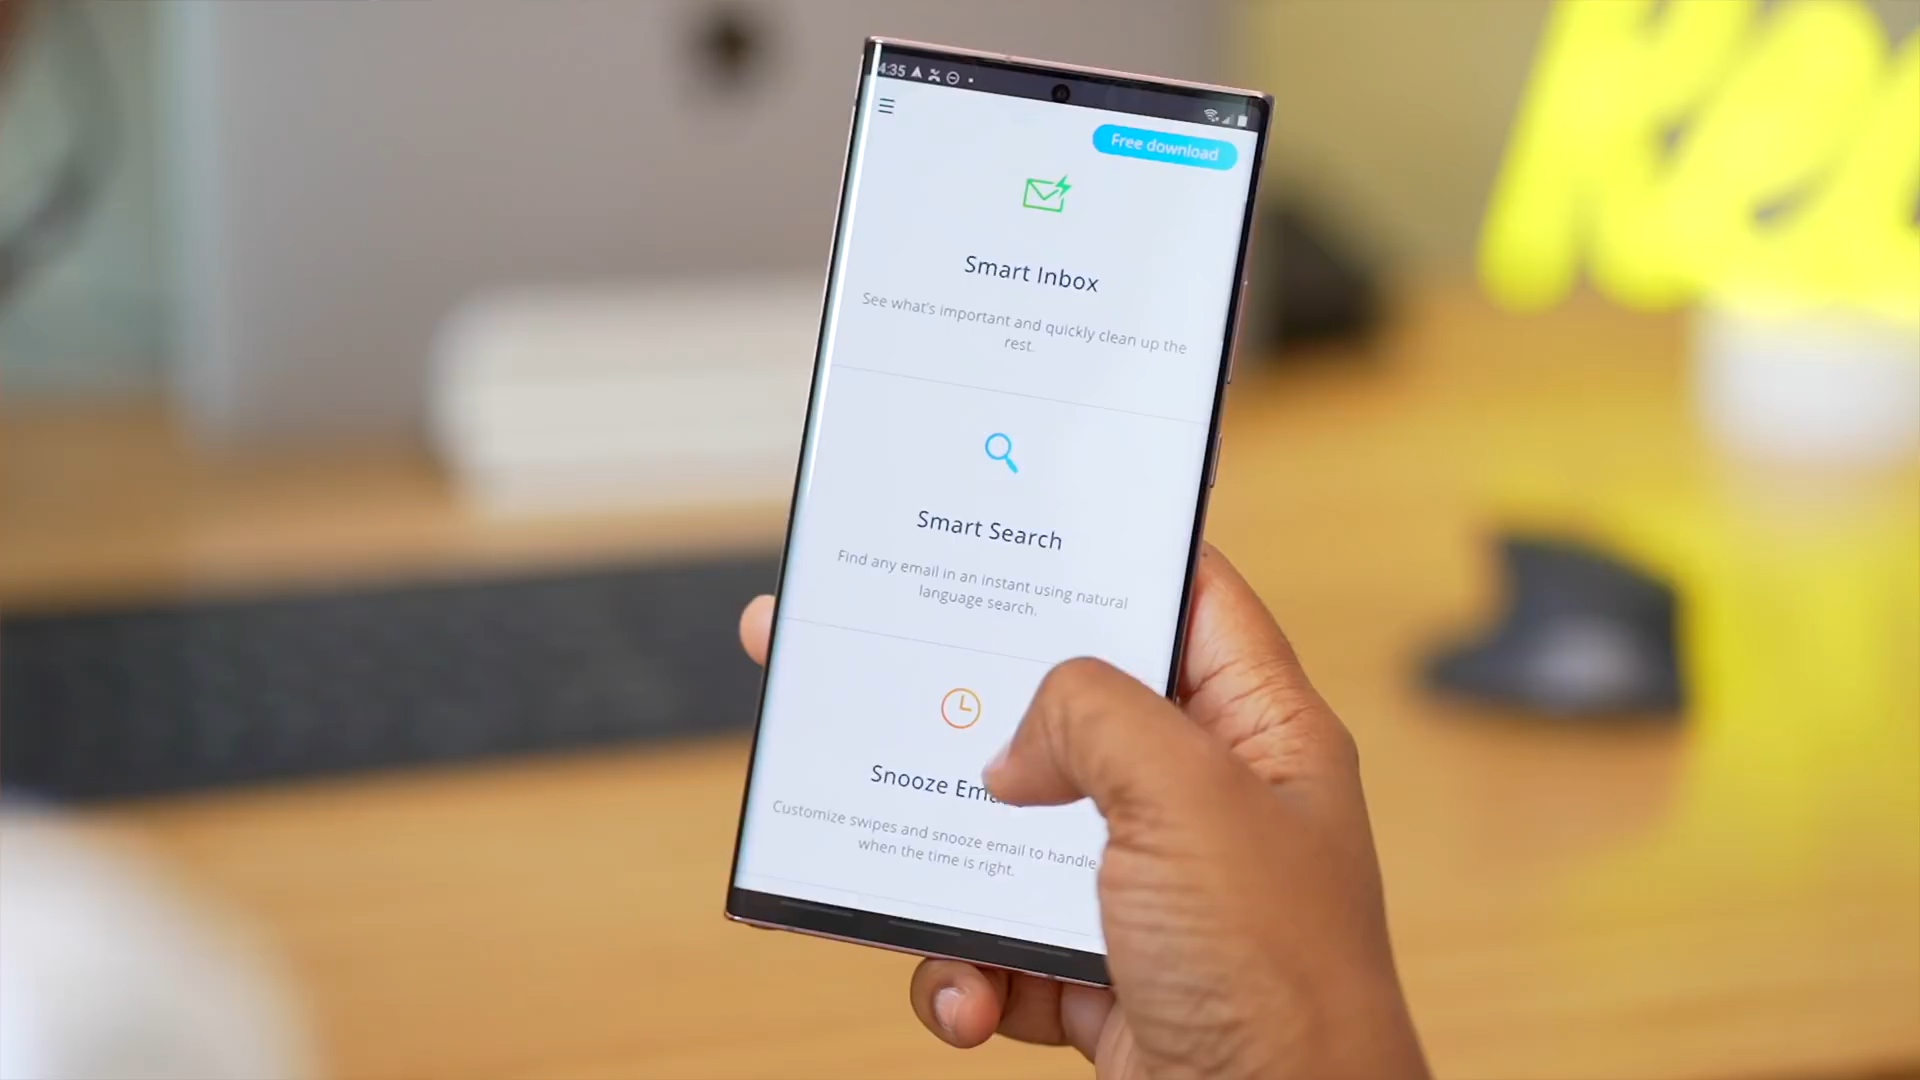 4:35
Free download
Smart Inbox
See what's important and quickly clean up the
rest.
Smart Search
Find any email in an instant using natural
language search.
Snooze
Customize swipes and snooze email to handle
when the time is right.